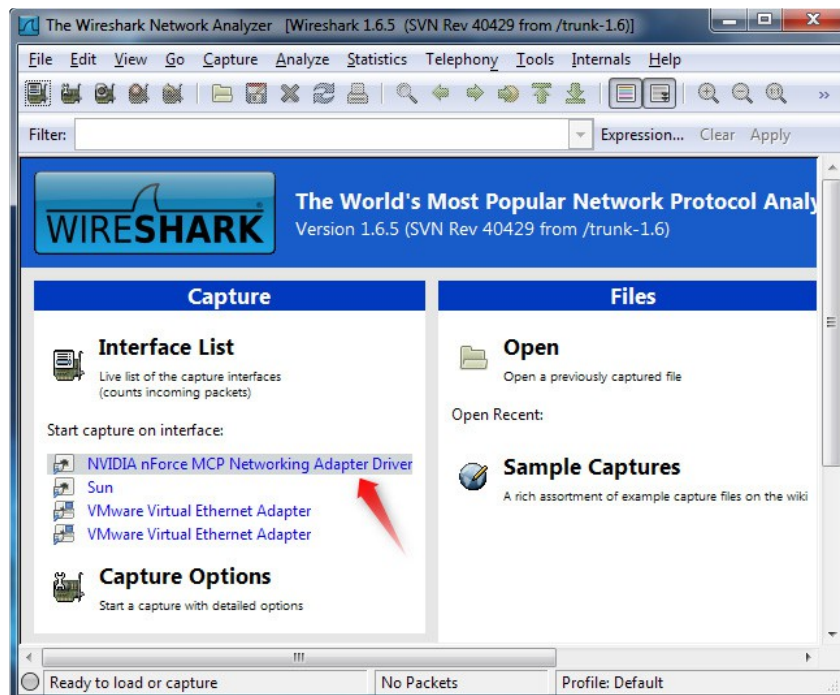 The Wireshark Network Analyzer [Wireshark 1.6.5 (SVN Rev 40429 from /trunk-1.6)]
File Edit View Go Capture Analyze Statistics Telephony Tools Internals Help
Filter: Expression... Clear Apply
WIRESHARK
The World's Most Popular Network Protocol Analy
Version 1.6.5 (SVN Rev 40429 from /trunk-1.6)
Capture
Interface List
Live list of the capture interfaces
(counts incoming packets)
Start capture on interface:
NVIDIA nForce MCP Networking Adapter Driver
Sun
VMware Virtual Ethernet Adapter
VMware Virtual Ethernet Adapter
Capture Options
Start a capture with detailed options
Files
Open
Open a previously captured file
Open Recent:
Sample Captures
A rich assortment of example capture files on the wiki
Ready to load or capture No Packets Profile: Default